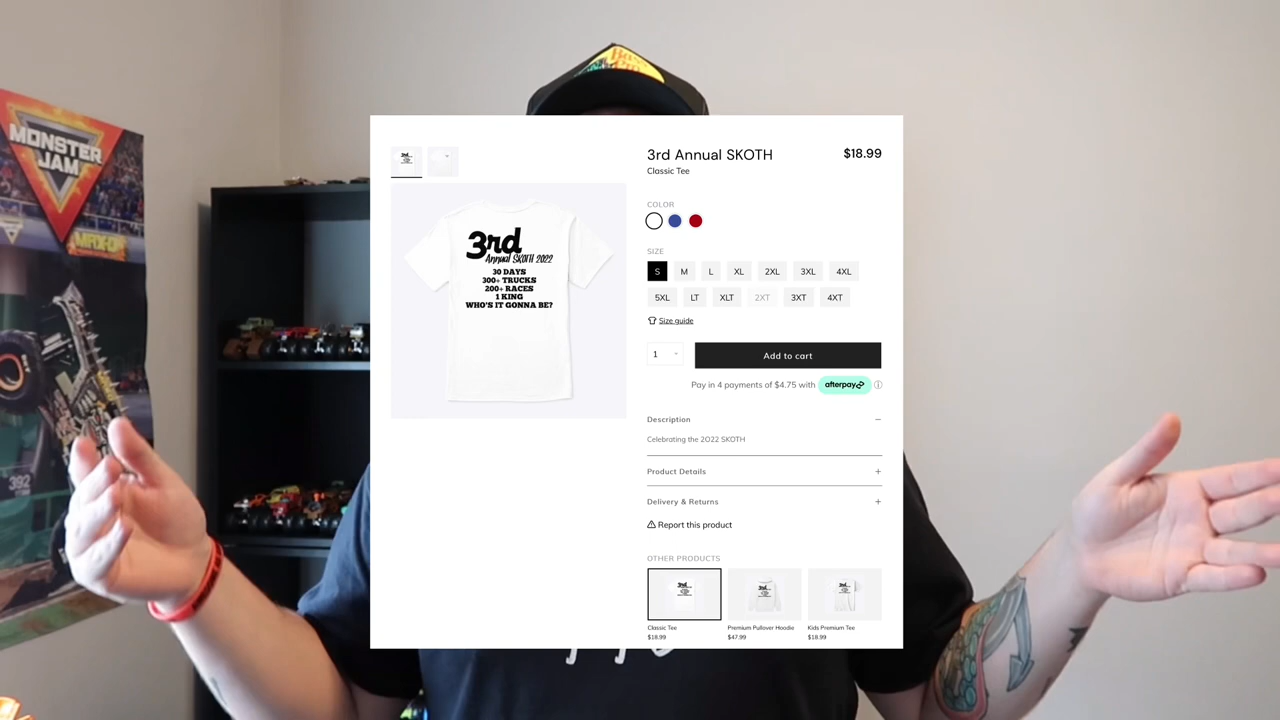 Bass Pro
MONSTER
JAM
MAX-D
392
3rd
Annual SKOTH 2022
30 DAYS
300+ TRUCKS
200+ RACES
1 KING
WHO'S IT GONNA BE?
3rd Annual SKOTH
$18.99
Classic Tee
COLOR
SIZE
S M L XL 2XL 3XL 4XL
5XL LT XLT 2XT 3XT 4XT
Size guide
1
Add to cart
Pay in 4 payments of $4.75 with afterpay
Description
Celebrating the 2022 SKOTH
Product Details
Delivery & Returns
Report this product
OTHER PRODUCTS
Classic Tee
$18.99
Premium Pullover Hoodie
$47.99
Kids Premium Tee
$18.99